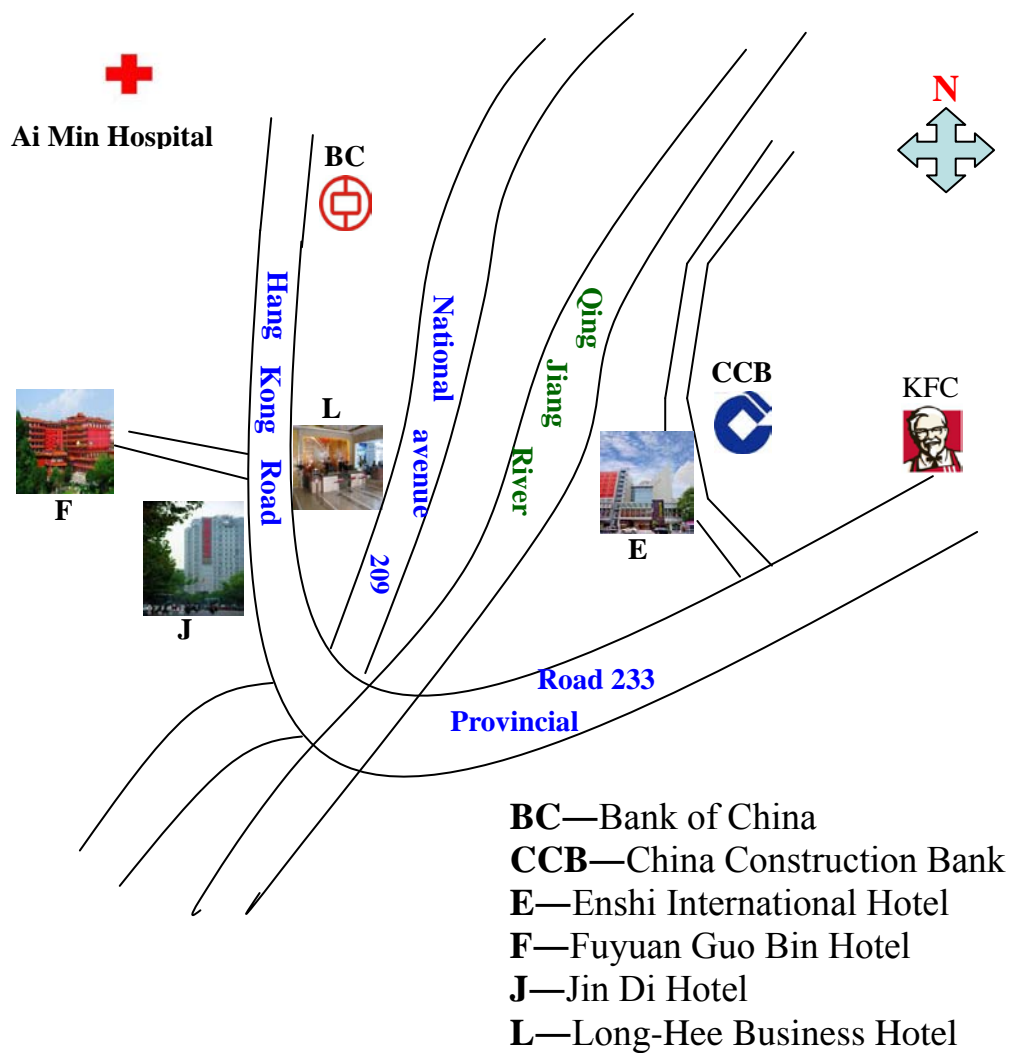 N
Ai Min Hospital
BC
Hang Kong Road
National avenue 209
Qing Jiang River
CCB
KFC
L
F
E
J
Road 233
Provincial
BC—Bank of China
CCB—China Construction Bank
E—Enshi International Hotel
F—Fuyuan Guo Bin Hotel
J—Jin Di Hotel
L—Long-Hee Business Hotel